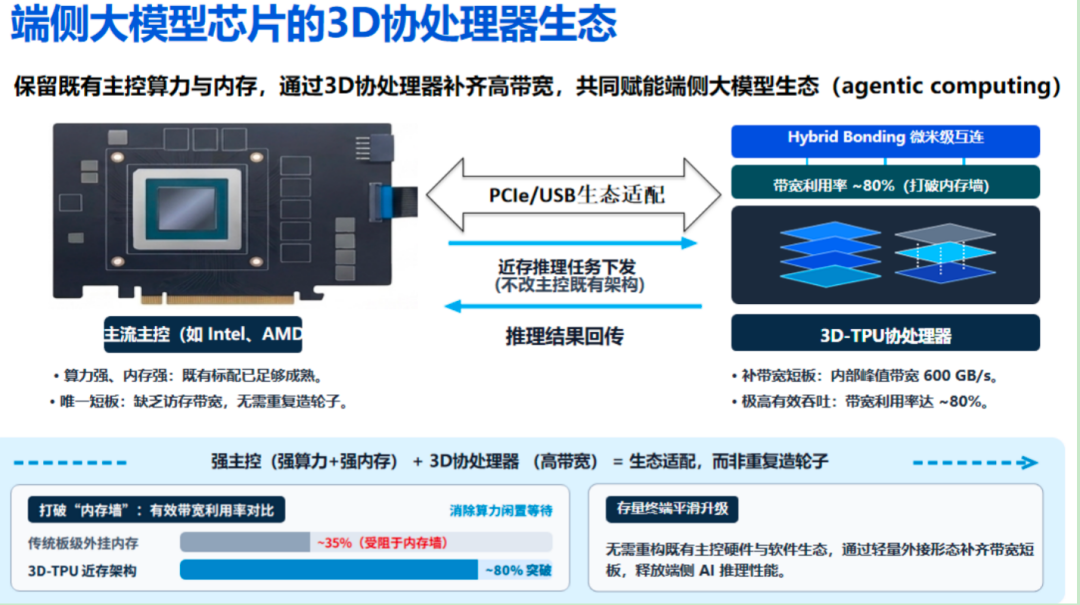 端侧大模型芯片的3D协处理器生态
保留既有主控算力与内存，通过3D协处理器补齐高带宽，共同赋能端侧大模型生态（agentic computing）
PCIe/USB生态适配
近存推理任务下发
(不改主控既有架构)
推理结果回传
主流主控（如 Intel、AMD
• 算力强、内存强：既有标配已足够成熟。
• 唯一短板：缺乏访存带宽，无需重复造轮子。
Hybrid Bonding 微米级互连
带宽利用率 ~80%（打破内存墙）
3D-TPU协处理器
• 补带宽短板：内部峰值带宽 600 GB/s。
• 极高有效吞吐：带宽利用率达 ~80%。
强主控（强算力+强内存） + 3D协处理器 （高带宽） = 生态适配，而非重复造轮子
打破“内存墙”：有效带宽利用率对比
消除算力闲置等待
传统板级外挂内存
~35%（受阻于内存墙）
3D-TPU 近存架构
~80% 突破
存量终端平滑升级
无需重构既有主控硬件与软件生态，通过轻量外接形态补齐带宽短
板，释放端侧 AI 推理性能。